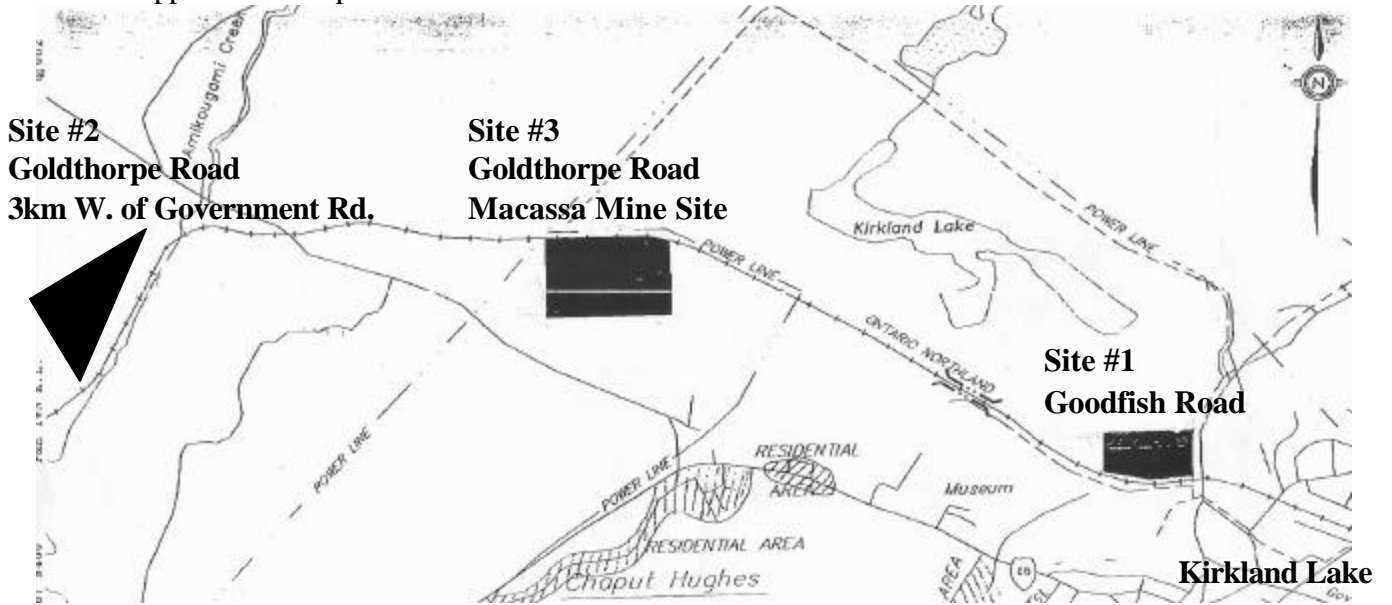 Amikougami Creek
N
Site #2
Goldthorpe Road
3km W. of Government Rd.
Site #3
Goldthorpe Road
Macassa Mine Site
POWER LINE
Kirkland Lake
POWER LINE
ONTARIO NORTHLAND
Site #1
Goodfish Road
POWER LINE
POWER LINE
RESIDENTIAL
AREA
Museum
RESIDENTIAL AREA
Chaput Hughes
AREA
66
Kirkland Lake